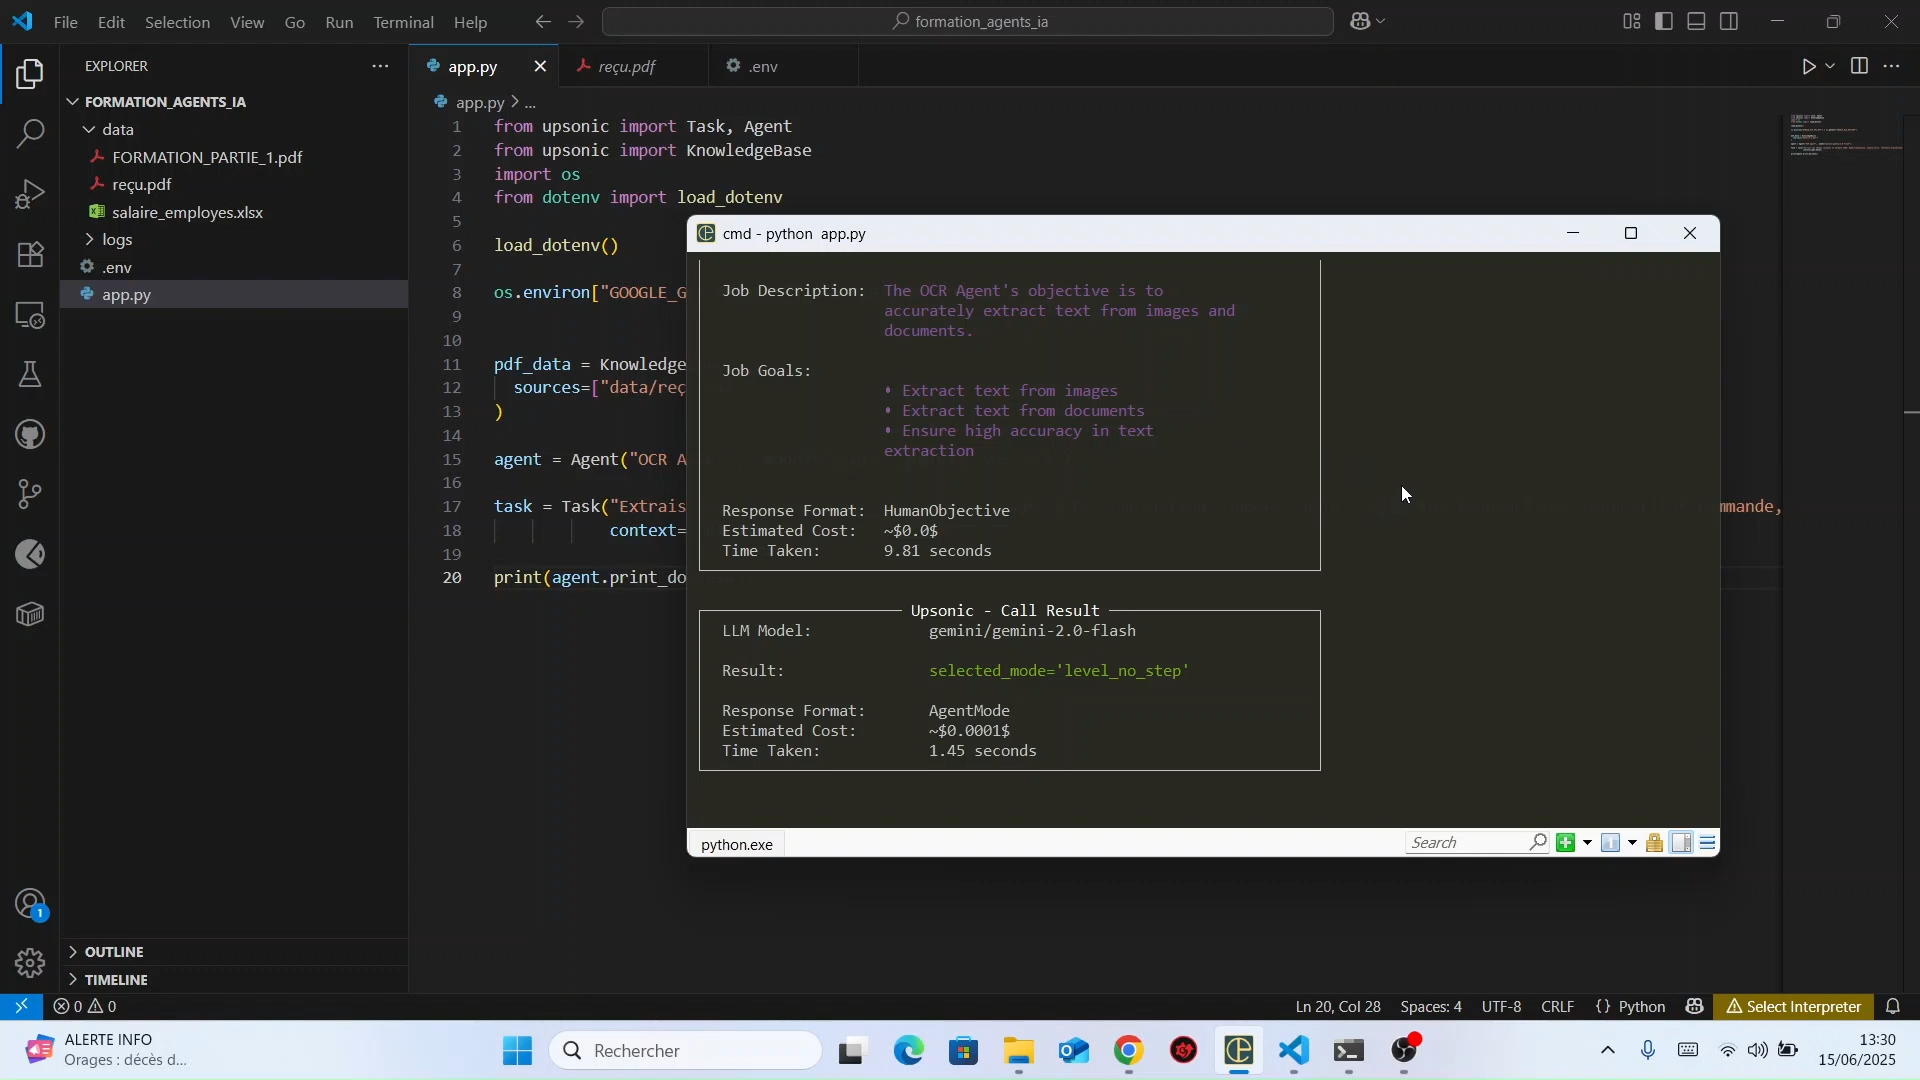 File Edit Selection View Go Run Terminal Help
formation_agents_ia
EXPLORER
app.py
reçu.pdf
.env
FORMATION_AGENTS_IA
data
FORMATION_PARTIE_1.pdf
reçu.pdf
salaire_employes.xlsx
logs
.env
app.py
app.py > ...
1 from upsonic import Task, Agent
2 from upsonic import KnowledgeBase
3 import os
4 from dotenv import load_dotenv
5
6 load_dotenv()
7
8 os.environ["GOOGLE_G
9
10
11 pdf_data = Knowledge
12 sources=["data/reç
13 )
14
15 agent = Agent("OCR A
16
17 task = Task("Extrais
mmande,
18 context=
19
20 print(agent.print_do
cmd - python app.py
Job Description: The OCR Agent's objective is to
accurately extract text from images and
documents.
Job Goals:
• Extract text from images
• Extract text from documents
• Ensure high accuracy in text
extraction
Response Format: HumanObjective
Estimated Cost: ~$0.0$
Time Taken: 9.81 seconds
Upsonic - Call Result
LLM Model: gemini/gemini-2.0-flash
Result: selected_mode='level_no_step'
Response Format: AgentMode
Estimated Cost: ~$0.0001$
Time Taken: 1.45 seconds
python.exe
Search
1
OUTLINE
TIMELINE
0 0
Ln 20, Col 28 Spaces: 4 UTF-8 CRLF {} Python Select Interpreter
ALERTE INFO
Orages : décès d...
Rechercher
13:30
15/06/2025